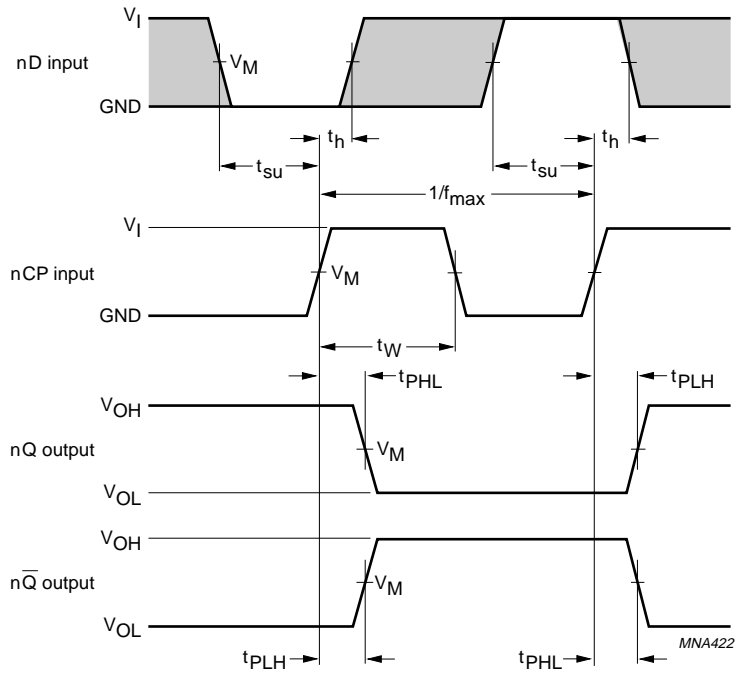 VI
nD input
VM
GND
th
th
tsu
tsu
1/fmax
VI
nCP input
VM
GND
tW
tPHL
tPLH
VOH
nQ output
VM
VOL
VOH
nQ̅ output
VM
VOL
MNA422
tPLH
tPHL